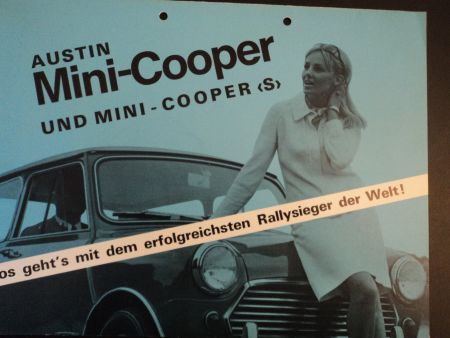 AUSTIN
Mini-Cooper
UND MINI-COOPER ‹S›
os geht's mit dem erfolgreichsten Rallysieger der Welt!